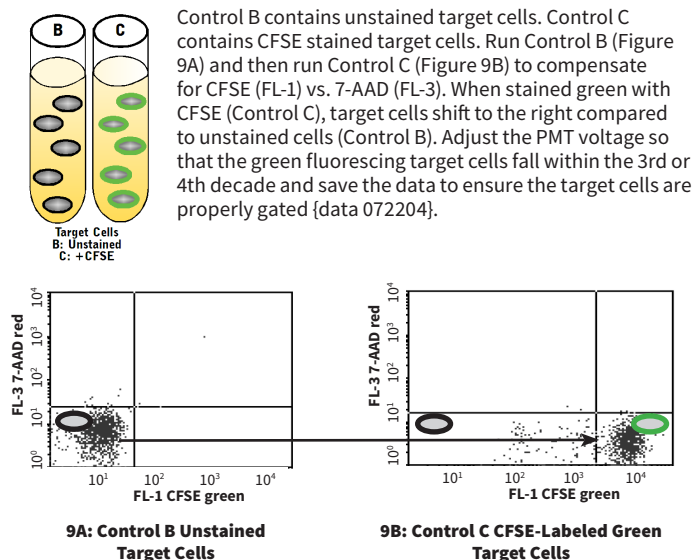 B
C
Control B contains unstained target cells. Control C
contains CFSE stained target cells. Run Control B (Figure
9A) and then run Control C (Figure 9B) to compensate
for CFSE (FL-1) vs. 7-AAD (FL-3). When stained green with
CFSE (Control C), target cells shift to the right compared
to unstained cells (Control B). Adjust the PMT voltage so
that the green fluorescing target cells fall within the 3rd or
4th decade and save the data to ensure the target cells are
properly gated {data 072204}.
Target Cells
B: Unstained
C: +CFSE
FL-3 7-AAD red
10⁴
10³
10²
10¹
10⁰
10¹ 10² 10³ 10⁴
FL-1 CFSE green
9A: Control B Unstained
Target Cells
FL-3 7-AAD red
10⁴
10³
10²
10¹
10⁰
10¹ 10² 10³ 10⁴
FL-1 CFSE green
9B: Control C CFSE-Labeled Green
Target Cells